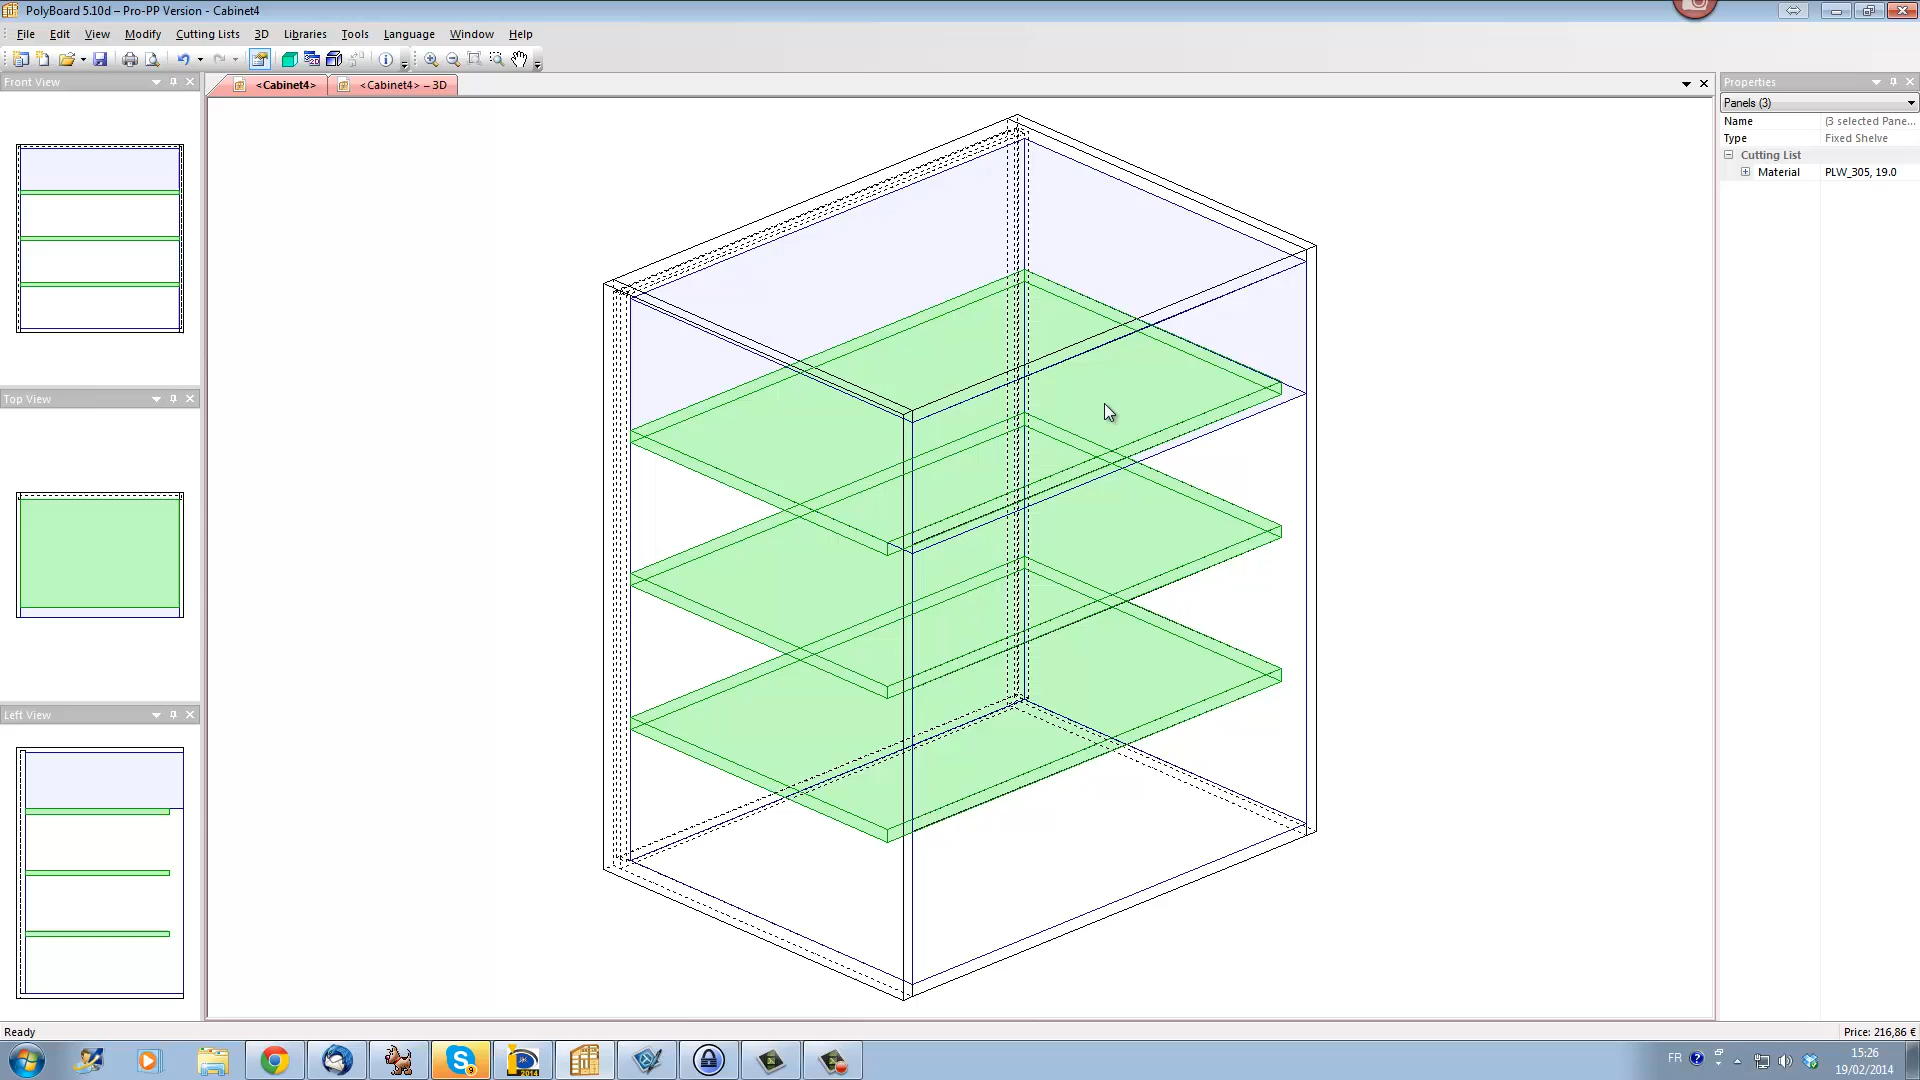 PolyBoard 5.10d – Pro-PP Version - Cabinet4
File Edit View Modify Cutting Lists 3D Libraries Tools Language Window Help
Front View
<Cabinet4> <Cabinet4> – 3D
Properties
Panels (3)
Name (3 selected Pane...
Type Fixed Shelve
Cutting List
Material PLW_305, 19.0
Top View
Left View
Ready
Price: 216,86 €
FR
15:26
19/02/2014
2014
9